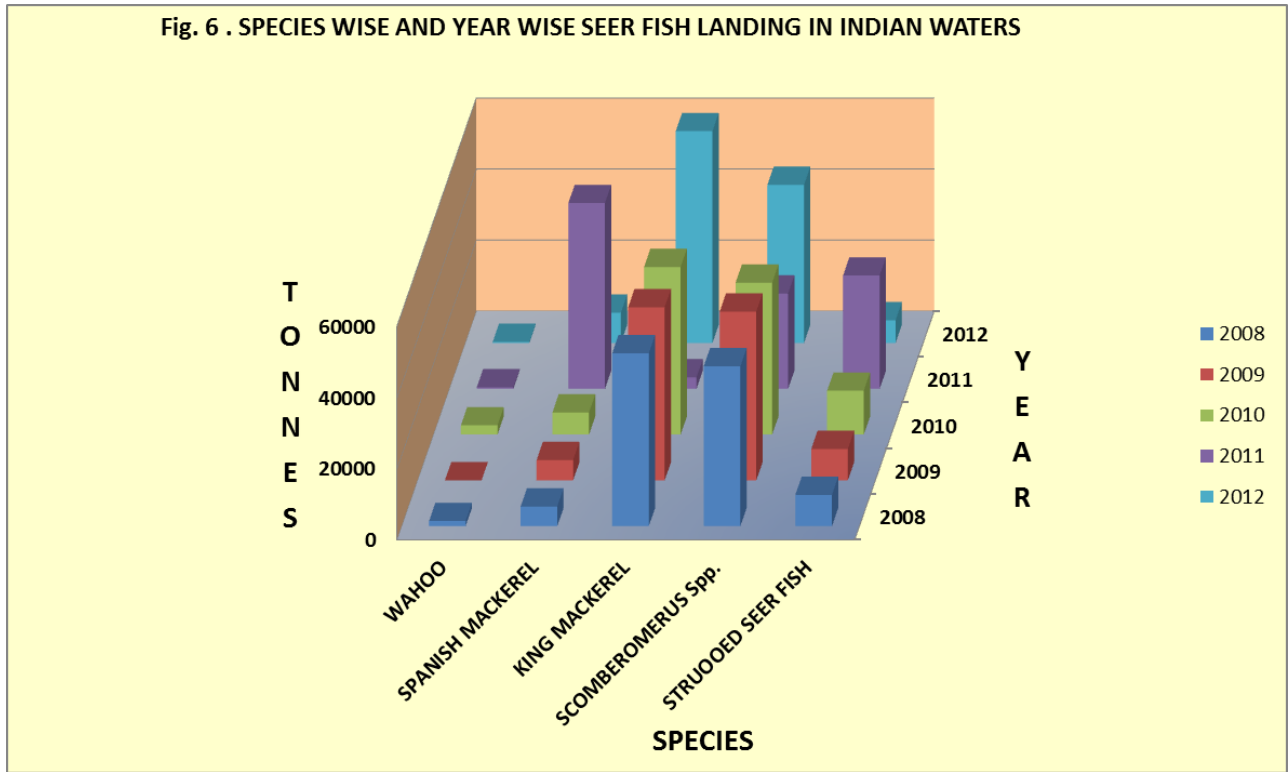 Fig. 6 . SPECIES WISE AND YEAR WISE SEER FISH LANDING IN INDIAN WATERS
TONNES
60000
40000
20000
0
WAHOO
SPANISH MACKEREL
KING MACKEREL
SCOMBEROMERUS Spp.
STRUOOED SEER FISH
SPECIES
2012
2011
2010
2009
2008
YEAR
2008
2009
2010
2011
2012